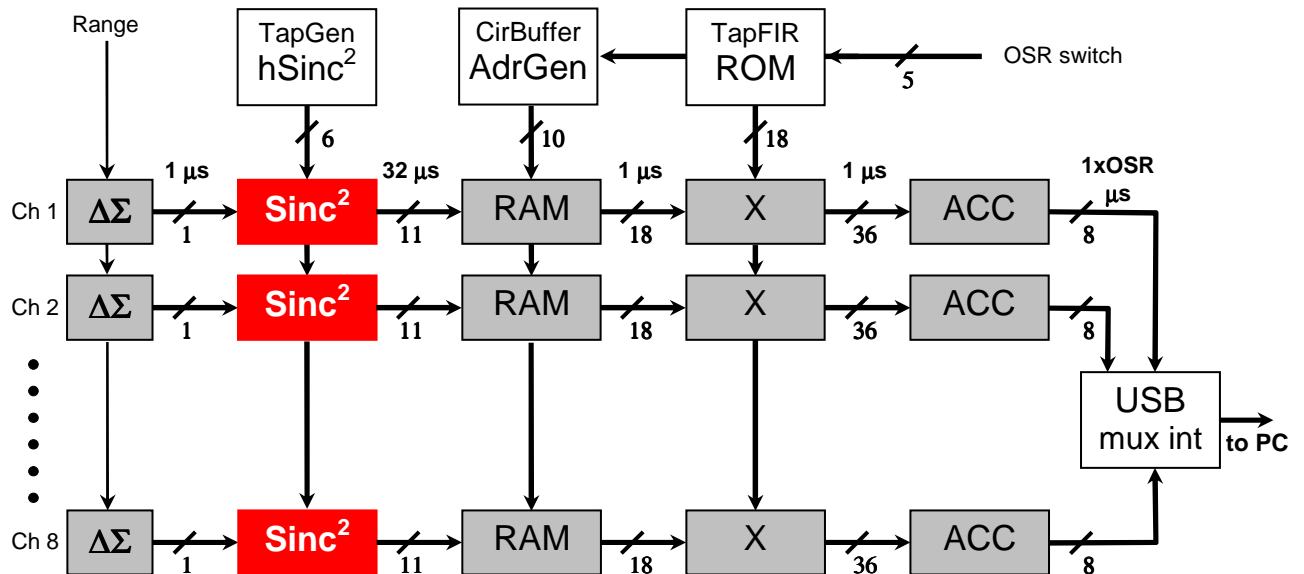 Range
TapGen
hSinc²
CirBuffer
AdrGen
TapFIR
ROM
OSR switch
5
6
10
18
1 μs
32 μs
1 μs
1 μs
1xOSR
μs
Ch 1
ΔΣ
Sinc²
RAM
X
ACC
1
11
18
36
8
Ch 2
ΔΣ
Sinc²
RAM
X
ACC
1
11
18
36
8
USB
mux int
to PC
Ch 8
ΔΣ
Sinc²
RAM
X
ACC
1
11
18
36
8